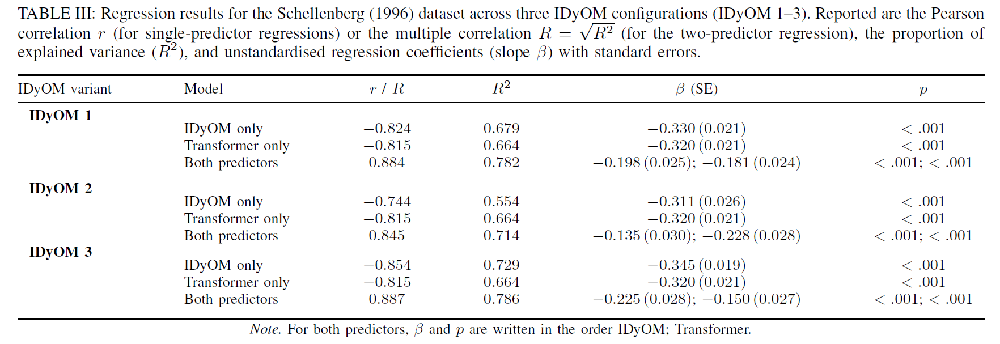 TABLE III: Regression results for the Schellenberg (1996) dataset across three IDyOM configurations (IDyOM 1–3). Reported are the Pearson
correlation r (for single-predictor regressions) or the multiple correlation R = √R² (for the two-predictor regression), the proportion of
explained variance (R²), and unstandardised regression coefficients (slope β) with standard errors.
IDyOM variant Model r / R R² β (SE) p
IDyOM 1
IDyOM only −0.824 0.679 −0.330 (0.021) < .001
Transformer only −0.815 0.664 −0.320 (0.021) < .001
Both predictors 0.884 0.782 −0.198 (0.025); −0.181 (0.024) < .001; < .001
IDyOM 2
IDyOM only −0.744 0.554 −0.311 (0.026) < .001
Transformer only −0.815 0.664 −0.320 (0.021) < .001
Both predictors 0.845 0.714 −0.135 (0.030); −0.228 (0.028) < .001; < .001
IDyOM 3
IDyOM only −0.854 0.729 −0.345 (0.019) < .001
Transformer only −0.815 0.664 −0.320 (0.021) < .001
Both predictors 0.887 0.786 −0.225 (0.028); −0.150 (0.027) < .001; < .001
Note. For both predictors, β and p are written in the order IDyOM; Transformer.